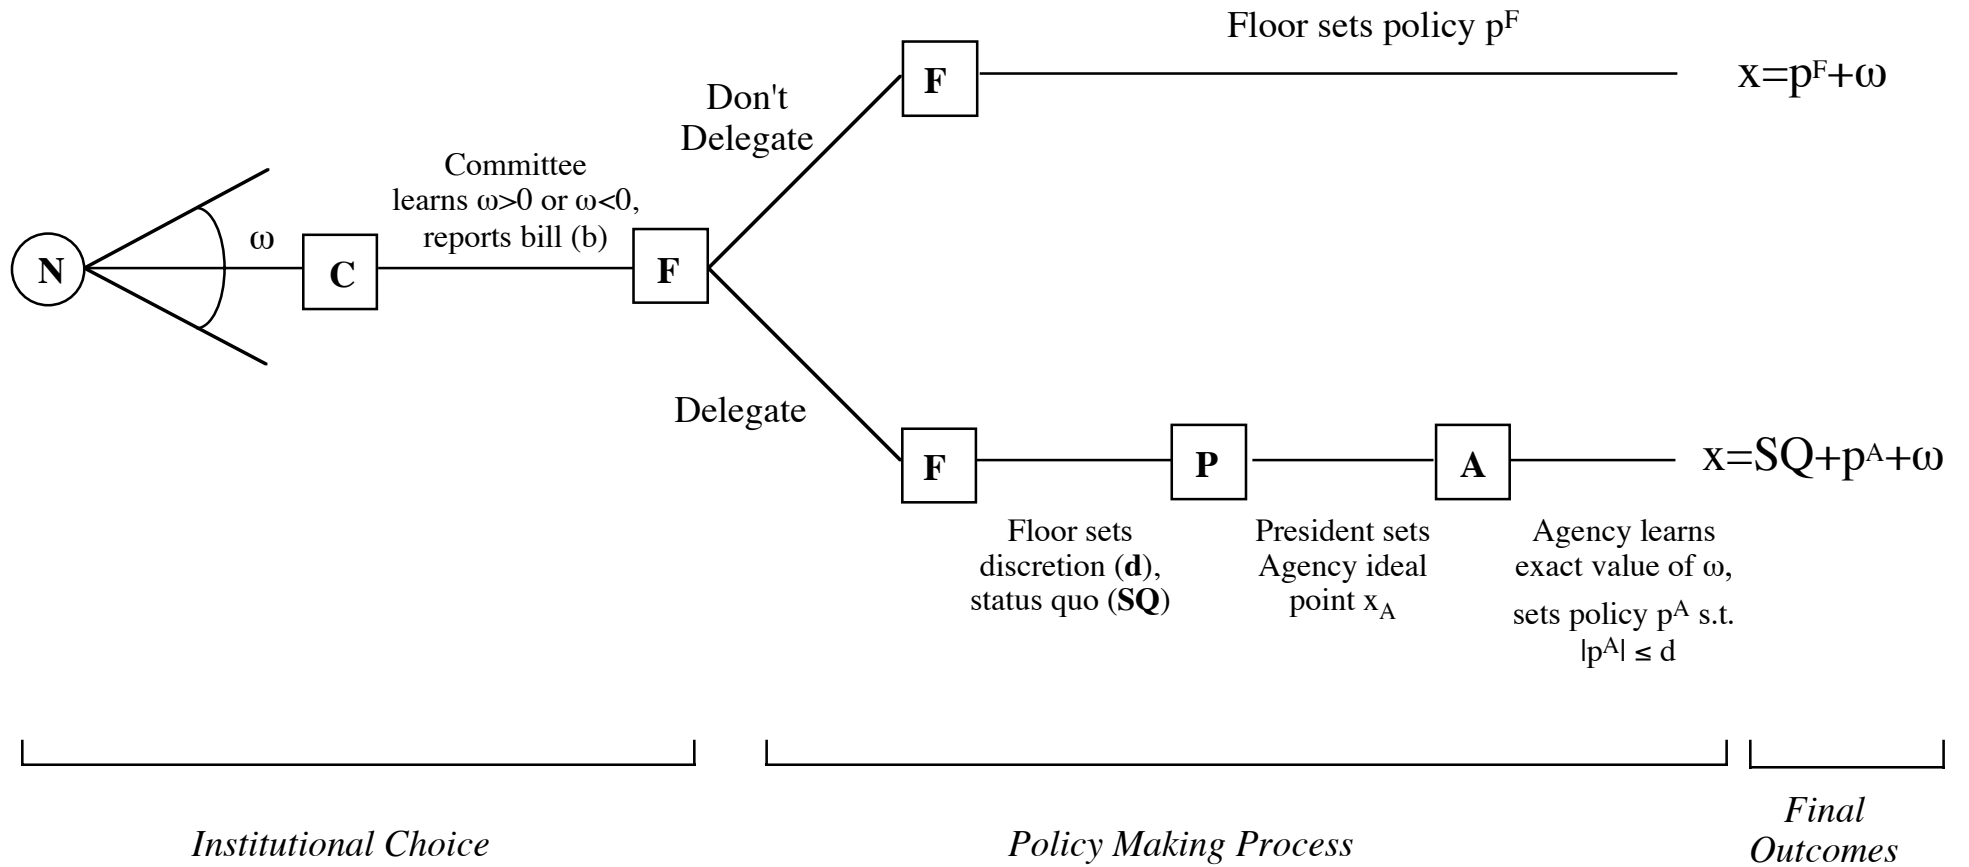 Floor sets policy pF
F
x=pF+ω
Don't
Delegate
Committee
learns ω>0 or ω<0,
reports bill (b)
N
ω
C
F
Delegate
F
P
A
x=SQ+pA+ω
Floor sets
discretion (d),
status quo (SQ)
President sets
Agency ideal
point xA
Agency learns
exact value of ω,
sets policy pA s.t.
|pA| ≤ d
Institutional Choice
Policy Making Process
Final
Outcomes